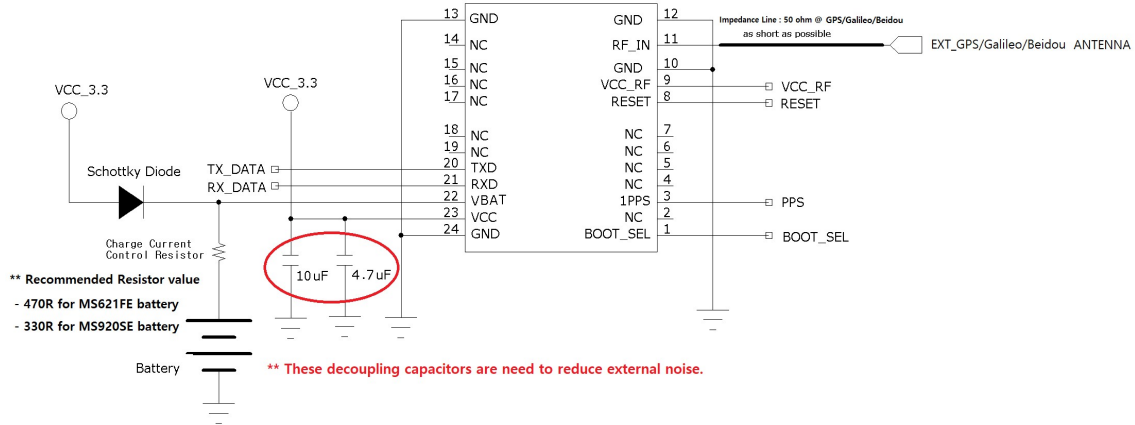 13 GND
GND 12
Impedance Line : 50 ohm @ GPS/Galileo/Beidou
as short as possible
14 NC
RF_IN 11
EXT_GPS/Galileo/Beidou ANTENNA
15 NC
GND 10
16 NC
VCC_RF 9
VCC_RF
17 NC
RESET 8
RESET
VCC_3.3
VCC_3.3
18 NC
NC 7
19 NC
NC 6
20 TXD
NC 5
TX_DATA
21 RXD
NC 4
RX_DATA
22 VBAT
1PPS 3
PPS
23 VCC
NC 2
24 GND
BOOT_SEL 1
BOOT_SEL
Schottky Diode
Charge Current
Control Resistor
10uF
4.7uF
** Recommended Resistor value
- 470R for MS621FE battery
- 330R for MS920SE battery
Battery
** These decoupling capacitors are need to reduce external noise.